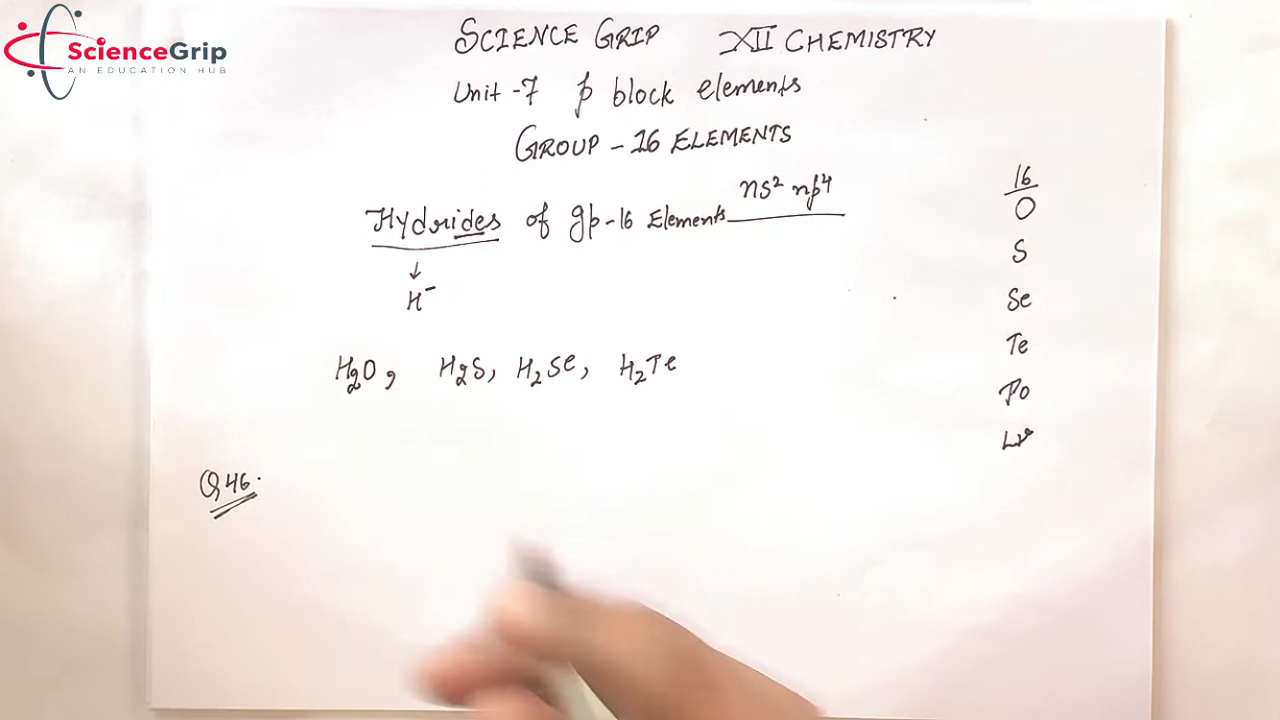 ScienceGrip
AN EDUCATION HUB
SCIENCE GRIP XII CHEMISTRY
Unit -7 p block elements
GROUP - 16 ELEMENTS
Hydrides of gp-16 Elements ns² np⁴
↓
H⁻
H₂O, H₂S, H₂Se, H₂Te
Q46.
16
O
S
Se
Te
Po
Lv